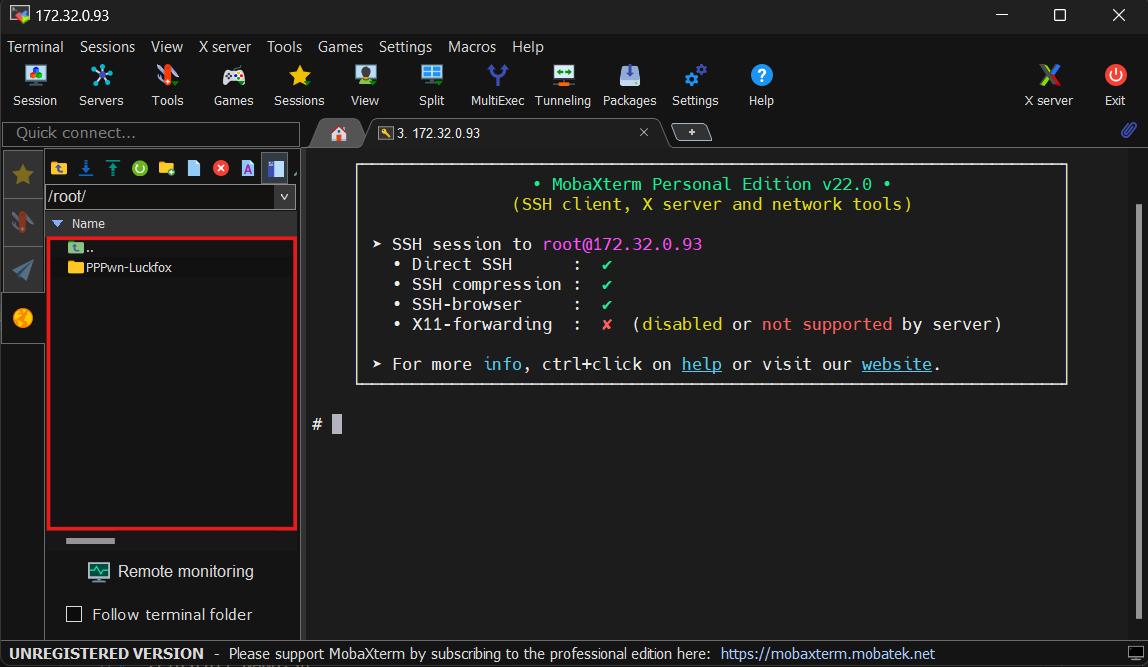 172.32.0.93
Terminal Sessions View X server Tools Games Settings Macros Help
Session Servers Tools Games Sessions View Split MultiExec Tunneling Packages Settings Help X server Exit
Quick connect...
3. 172.32.0.93
/root/
Name
..
PPPwn-Luckfox
• MobaXterm Personal Edition v22.0 •
(SSH client, X server and network tools)
➤ SSH session to root@172.32.0.93
• Direct SSH : ✔
• SSH compression : ✔
• SSH-browser : ✔
• X11-forwarding : ✘ (disabled or not supported by server)
➤ For more info, ctrl+click on help or visit our website.
#
Remote monitoring
Follow terminal folder
UNREGISTERED VERSION - Please support MobaXterm by subscribing to the professional edition here: https://mobaxterm.mobatek.net